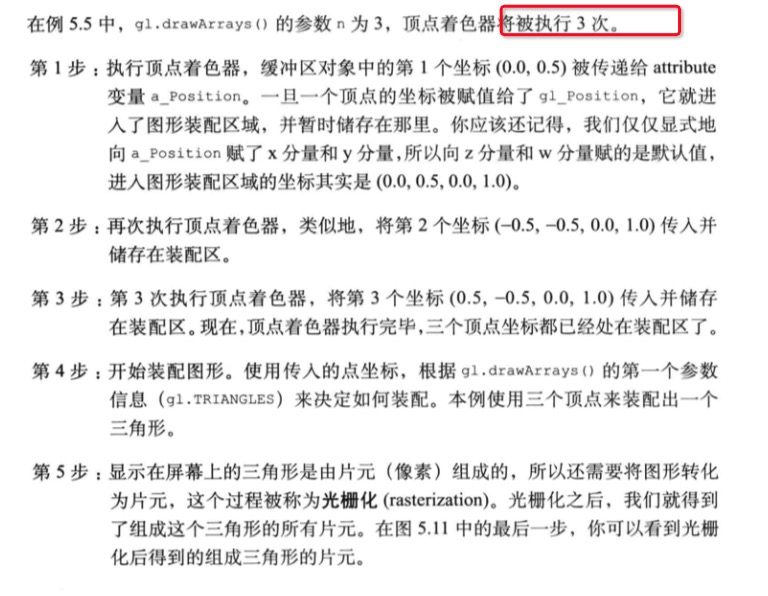 在例 5.5 中，gl.drawArrays() 的参数 n 为 3，顶点着色器将被执行 3 次。
第 1 步：执行顶点着色器，缓冲区对象中的第 1 个坐标 (0.0, 0.5) 被传递给 attribute
变量 a_Position。一旦一个顶点的坐标被赋值给了 gl_Position，它就进
入了图形装配区域，并暂时储存在那里。你应该还记得，我们仅仅显式地
向 a_Position 赋了 x 分量和 y 分量，所以向 z 分量和 w 分量赋的是默认值，
进入图形装配区域的坐标其实是 (0.0, 0.5, 0.0, 1.0)。
第 2 步：再次执行顶点着色器，类似地，将第 2 个坐标 (−0.5, −0.5, 0.0, 1.0) 传入并
储存在装配区。
第 3 步：第 3 次执行顶点着色器，将第 3 个坐标 (0.5, −0.5, 0.0, 1.0) 传入并储存
在装配区。现在，顶点着色器执行完毕，三个顶点坐标都已经处在装配区了。
第 4 步：开始装配图形。使用传入的点坐标，根据 gl.drawArrays() 的第一个参数
信息（gl.TRIANGLES）来决定如何装配。本例使用三个顶点来装配出一个
三角形。
第 5 步：显示在屏幕上的三角形是由片元（像素）组成的，所以还需要将图形转化
为片元，这个过程被称为光栅化 (rasterization)。光栅化之后，我们就得到
了组成这个三角形的所有片元。在图 5.11 中的最后一步，你可以看到光栅
化后得到的组成三角形的片元。